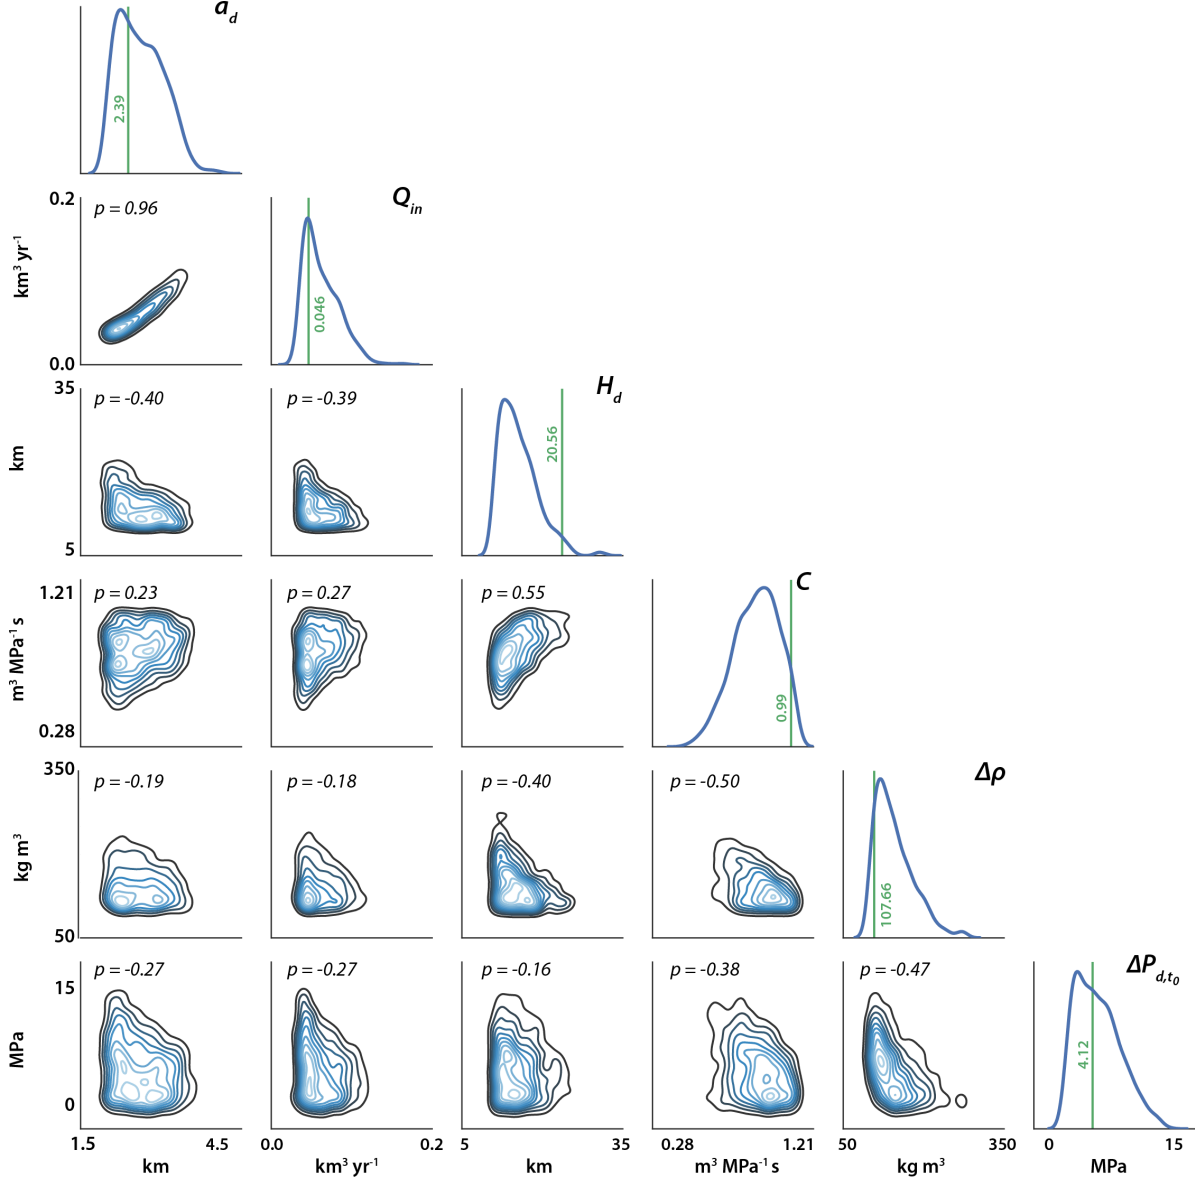 a_d
2.39
0.2
km³ yr⁻¹
0.0
p = 0.96
Q_in
0.046
35
km
5
p = -0.40
p = -0.39
H_d
20.56
1.21
m³ MPa⁻¹ s
0.28
p = 0.23
p = 0.27
p = 0.55
C
0.99
350
kg m³
50
p = -0.19
p = -0.18
p = -0.40
p = -0.50
Δρ
107.66
15
MPa
0
p = -0.27
p = -0.27
p = -0.16
p = -0.38
p = -0.47
ΔP_d,t₀
4.12
1.5 4.5 0.0 0.2 5 35 0.28 1.21 50 350 0 15
km km³ yr⁻¹ km m³ MPa⁻¹ s kg m³ MPa